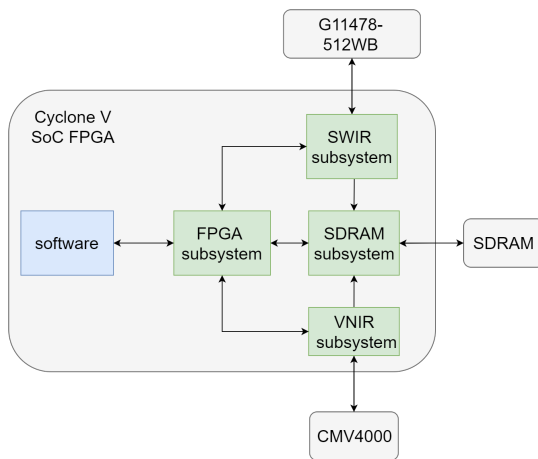 G11478-
512WB
Cyclone V
SoC FPGA
SWIR
subsystem
software
FPGA
subsystem
SDRAM
subsystem
SDRAM
VNIR
subsystem
CMV4000